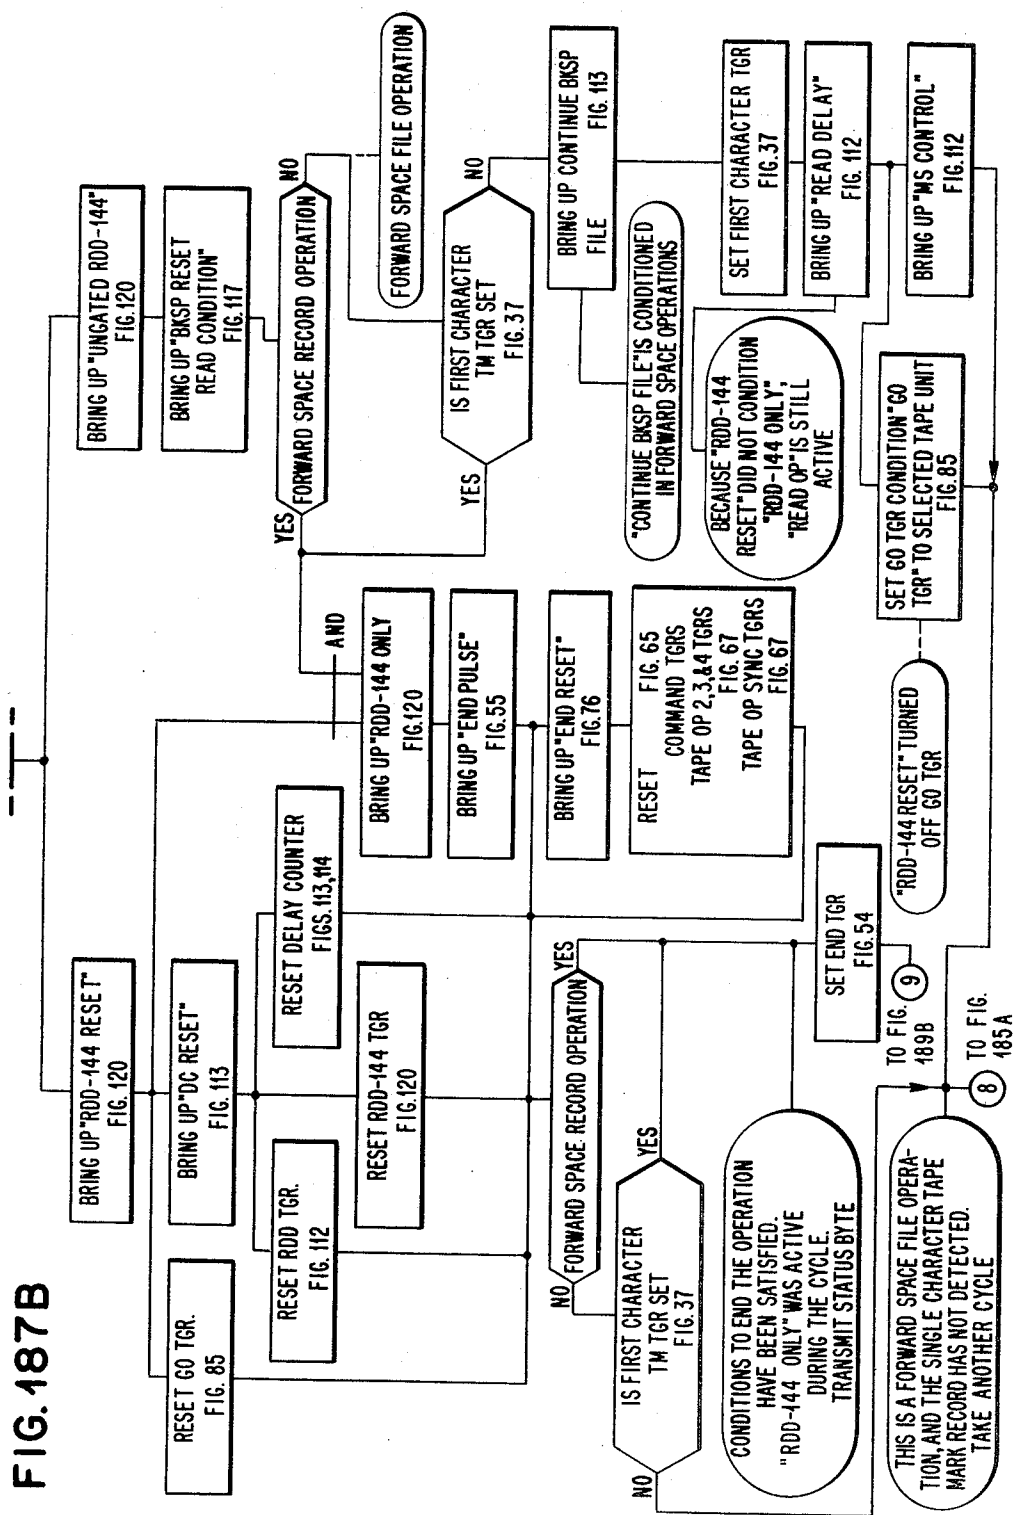 FIG. 187B
BRING UP "RDD-144 RESET"
FIG. 120
BRING UP "UNGATED RDD-144"
FIG. 120
RESET GO TGR.
FIG. 85
BRING UP "DC RESET"
FIG. 113
BRING UP "BKSP RESET
READ CONDITION"
FIG. 117
RESET RDD TGR.
FIG. 112
RESET RDD-144 TGR
FIG. 120
RESET DELAY COUNTER
FIGS. 113, 114
AND
BRING UP "RDD-144 ONLY
FIG. 120
BRING UP "END PULSE"
FIG. 55
BRING UP "END RESET"
FIG. 76
RESET FIG. 65
COMMAND TGRS
TAPE OP 2, 3, & 4 TGRS
FIG. 67
TAPE OP SYNC TGRS
FIG. 67
YES
FORWARD SPACE RECORD OPERATION
NO
FORWARD SPACE FILE OPERATION
YES
IS FIRST CHARACTER
TM TGR SET
FIG. 37
NO
BRING UP CONTINUE BKSP
FILE FIG. 113
"CONTINUE BKSP FILE" IS CONDITIONED
IN FORWARD SPACE OPERATIONS
SET FIRST CHARACTER TGR
FIG. 37
BRING UP "READ DELAY"
FIG. 112
BECAUSE "RDD-144
RESET" DID NOT CONDITION
"RDD-144 ONLY",
"READ OP" IS STILL
ACTIVE
BRING UP "MS CONTROL"
FIG. 112
SET GO TGR CONDITION "GO
TGR" TO SELECTED TAPE UNIT
FIG. 85
"RDD-144 RESET" TURNED
OFF GO TGR
NO
FORWARD SPACE RECORD OPERATION
YES
NO
IS FIRST CHARACTER
TM TGR SET
FIG. 37
YES
CONDITIONS TO END THE OPERATION
HAVE BEEN SATISFIED.
"RDD-144 ONLY" WAS ACTIVE
DURING THE CYCLE.
TRANSMIT STATUS BYTE
SET END TGR
FIG. 54
TO FIG.
189B
9
THIS IS A FORWARD SPACE FILE OPERA-
TION, AND THE SINGLE CHARACTER TAPE
MARK RECORD HAS NOT DETECTED.
TAKE ANOTHER CYCLE
8
TO FIG.
185A